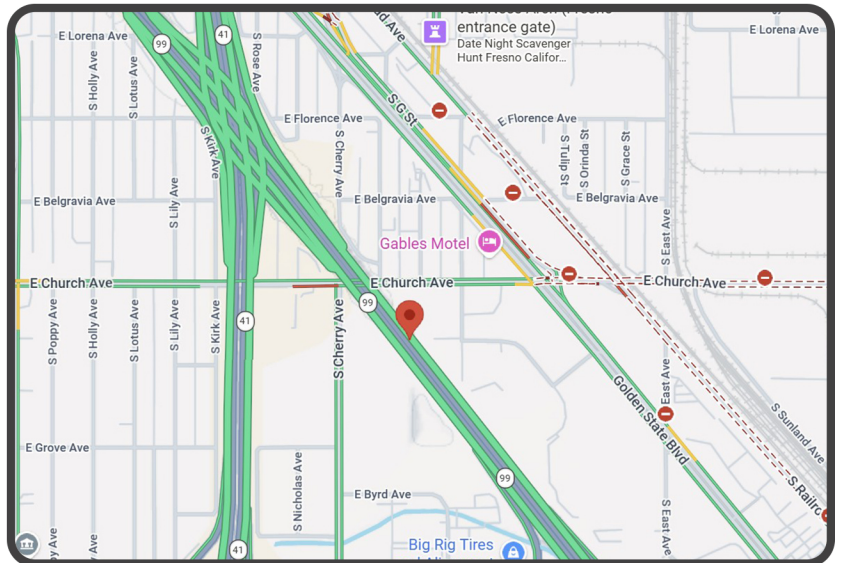 Van Ness Arch (Fresno
entrance gate)
Date Night Scavenger
Hunt Fresno Califor...
E Lorena Ave
99
41
S Rose Ave
E Lorena Ave
S Holly Ave
S Lotus Ave
S G St
E Florence Ave
E Florence Ave
S Kirk Ave
S Cherry Ave
S Tulip St
S Orinda St
S Grace St
E Belgravia Ave
S Lily Ave
E Belgravia Ave
E Belgravia Ave
S East Ave
Gables Motel
E Church Ave
E Church Ave
E Church Ave
99
41
S Poppy Ave
S Holly Ave
S Lotus Ave
S Lily Ave
S Kirk Ave
S Cherry Ave
Golden State Blvd
East Ave
S Sunland Ave
E Grove Ave
S Nicholas Ave
99
E Byrd Ave
S Railro
S East Ave
41
Big Rig Tires